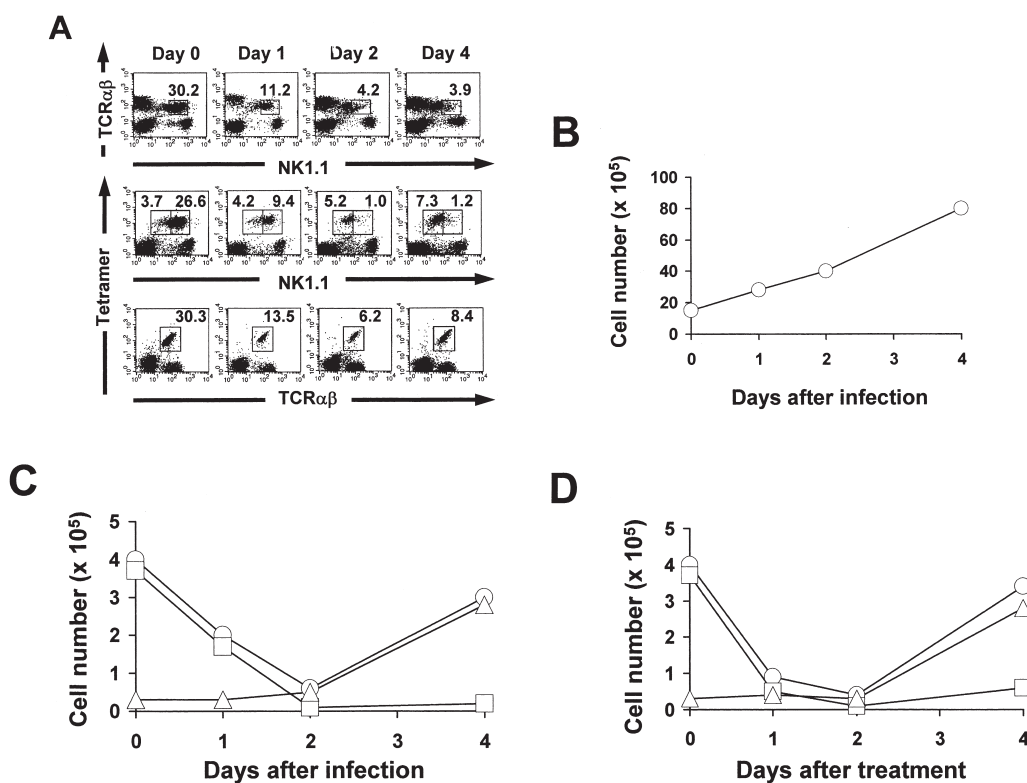 A
Day 0 Day 1 Day 2 Day 4
TCRαβ
30.2 11.2 4.2 3.9
NK1.1
Tetramer
3.7 26.6 4.2 9.4 5.2 1.0 7.3 1.2
NK1.1
30.3 13.5 6.2 8.4
TCRαβ
B
Cell number (x 10⁵)
100
80
60
40
20
0
0 1 2 3 4
Days after infection
C
Cell number (x 10⁵)
5
4
3
2
1
0
0 1 2 3 4
Days after infection
D
Cell number (x 10⁵)
5
4
3
2
1
0
0 1 2 3 4
Days after treatment